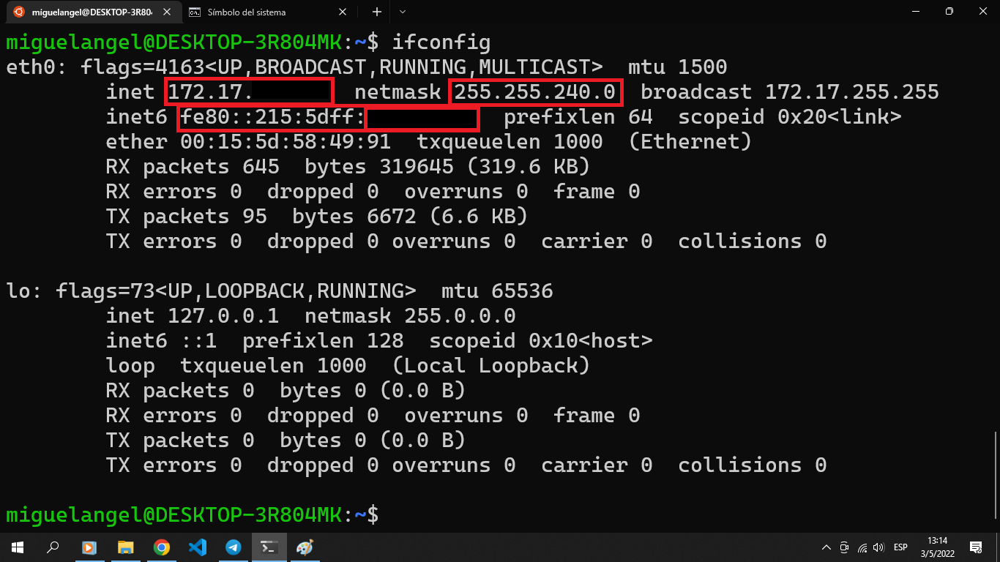 miguelangel@DESKTOP-3R804
Símbolo del sistema
miguelangel@DESKTOP-3R804MK:~$ ifconfig
eth0: flags=4163<UP,BROADCAST,RUNNING,MULTICAST>  mtu 1500
        inet 172.17.  netmask 255.255.240.0  broadcast 172.17.255.255
        inet6 fe80::215:5dff:  prefixlen 64  scopeid 0x20<link>
        ether 00:15:5d:58:49:91  txqueuelen 1000  (Ethernet)
        RX packets 645  bytes 319645 (319.6 KB)
        RX errors 0  dropped 0  overruns 0  frame 0
        TX packets 95  bytes 6672 (6.6 KB)
        TX errors 0  dropped 0 overruns 0  carrier 0  collisions 0
lo: flags=73<UP,LOOPBACK,RUNNING>  mtu 65536
        inet 127.0.0.1  netmask 255.0.0.0
        inet6 ::1  prefixlen 128  scopeid 0x10<host>
        loop  txqueuelen 1000  (Local Loopback)
        RX packets 0  bytes 0 (0.0 B)
        RX errors 0  dropped 0  overruns 0  frame 0
        TX packets 0  bytes 0 (0.0 B)
        TX errors 0  dropped 0 overruns 0  carrier 0  collisions 0
miguelangel@DESKTOP-3R804MK:~$
ESP
13:14
3/5/2022